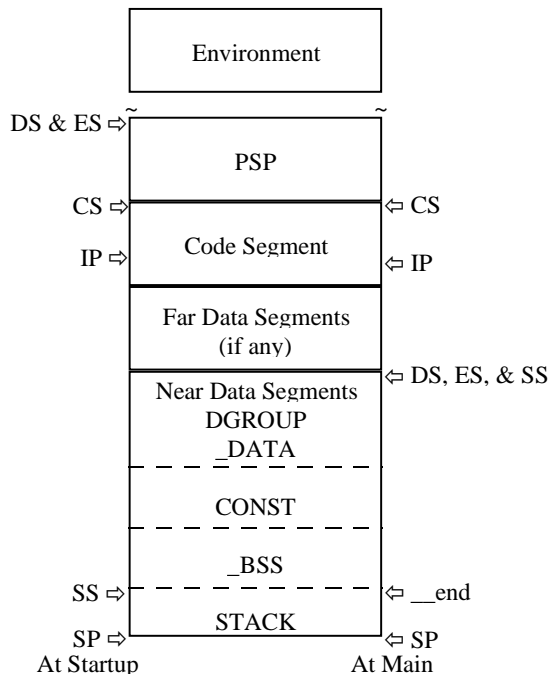 Environment
~ ~
DS & ES ⇨
PSP
CS ⇨ ⇦ CS
Code Segment
IP ⇨ ⇦ IP
Far Data Segments
(if any)
⇦ DS, ES, & SS
Near Data Segments
DGROUP
_DATA
CONST
_BSS
SS ⇨ ⇦ __end
STACK
SP ⇨ ⇦ SP
At Startup At Main